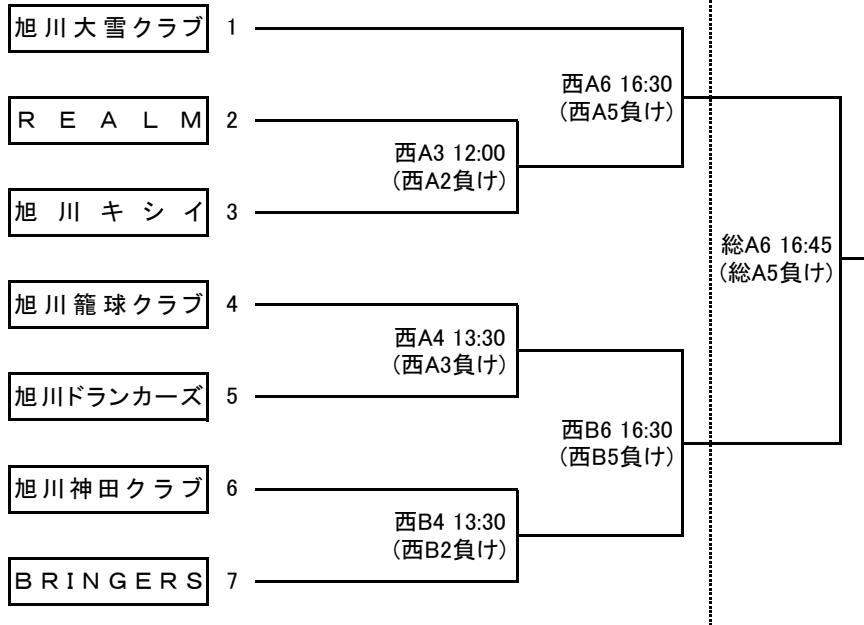 旭川大雪クラブ 1
西A6 16:30
(西A5負け)
ＲＥＡＬＭ 2
西A3 12:00
(西A2負け)
旭川キシイ 3
総A6 16:45
(総A5負け)
旭川籠球クラブ 4
西A4 13:30
(西A3負け)
旭川ドランカーズ 5
西B6 16:30
(西B5負け)
旭川神田クラブ 6
西B4 13:30
(西B2負け)
ＢＲＩＮＧＥＲＳ 7